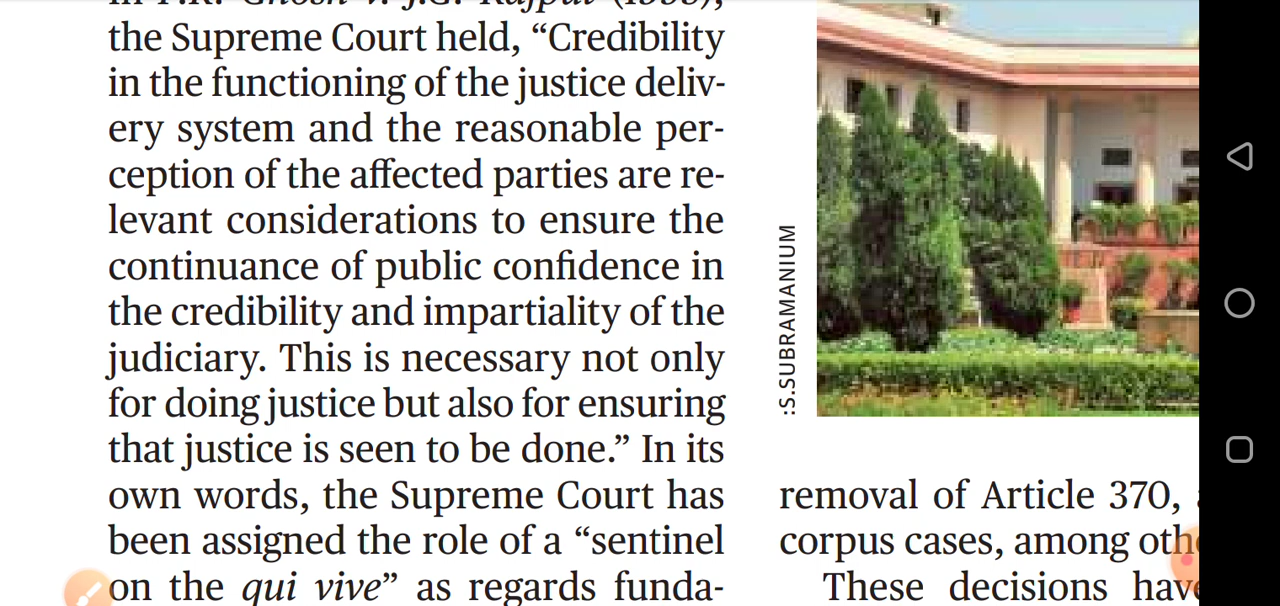 the Supreme Court held, “Credibility
in the functioning of the justice deliv-
ery system and the reasonable per-
ception of the affected parties are re-
levant considerations to ensure the
continuance of public confidence in
the credibility and impartiality of the
judiciary. This is necessary not only
for doing justice but also for ensuring
that justice is seen to be done.” In its
own words, the Supreme Court has
been assigned the role of a “sentinel
on the qui vive” as regards funda-
:S.SUBRAMANIUM
removal of Article 370,
corpus cases, among
These decisions